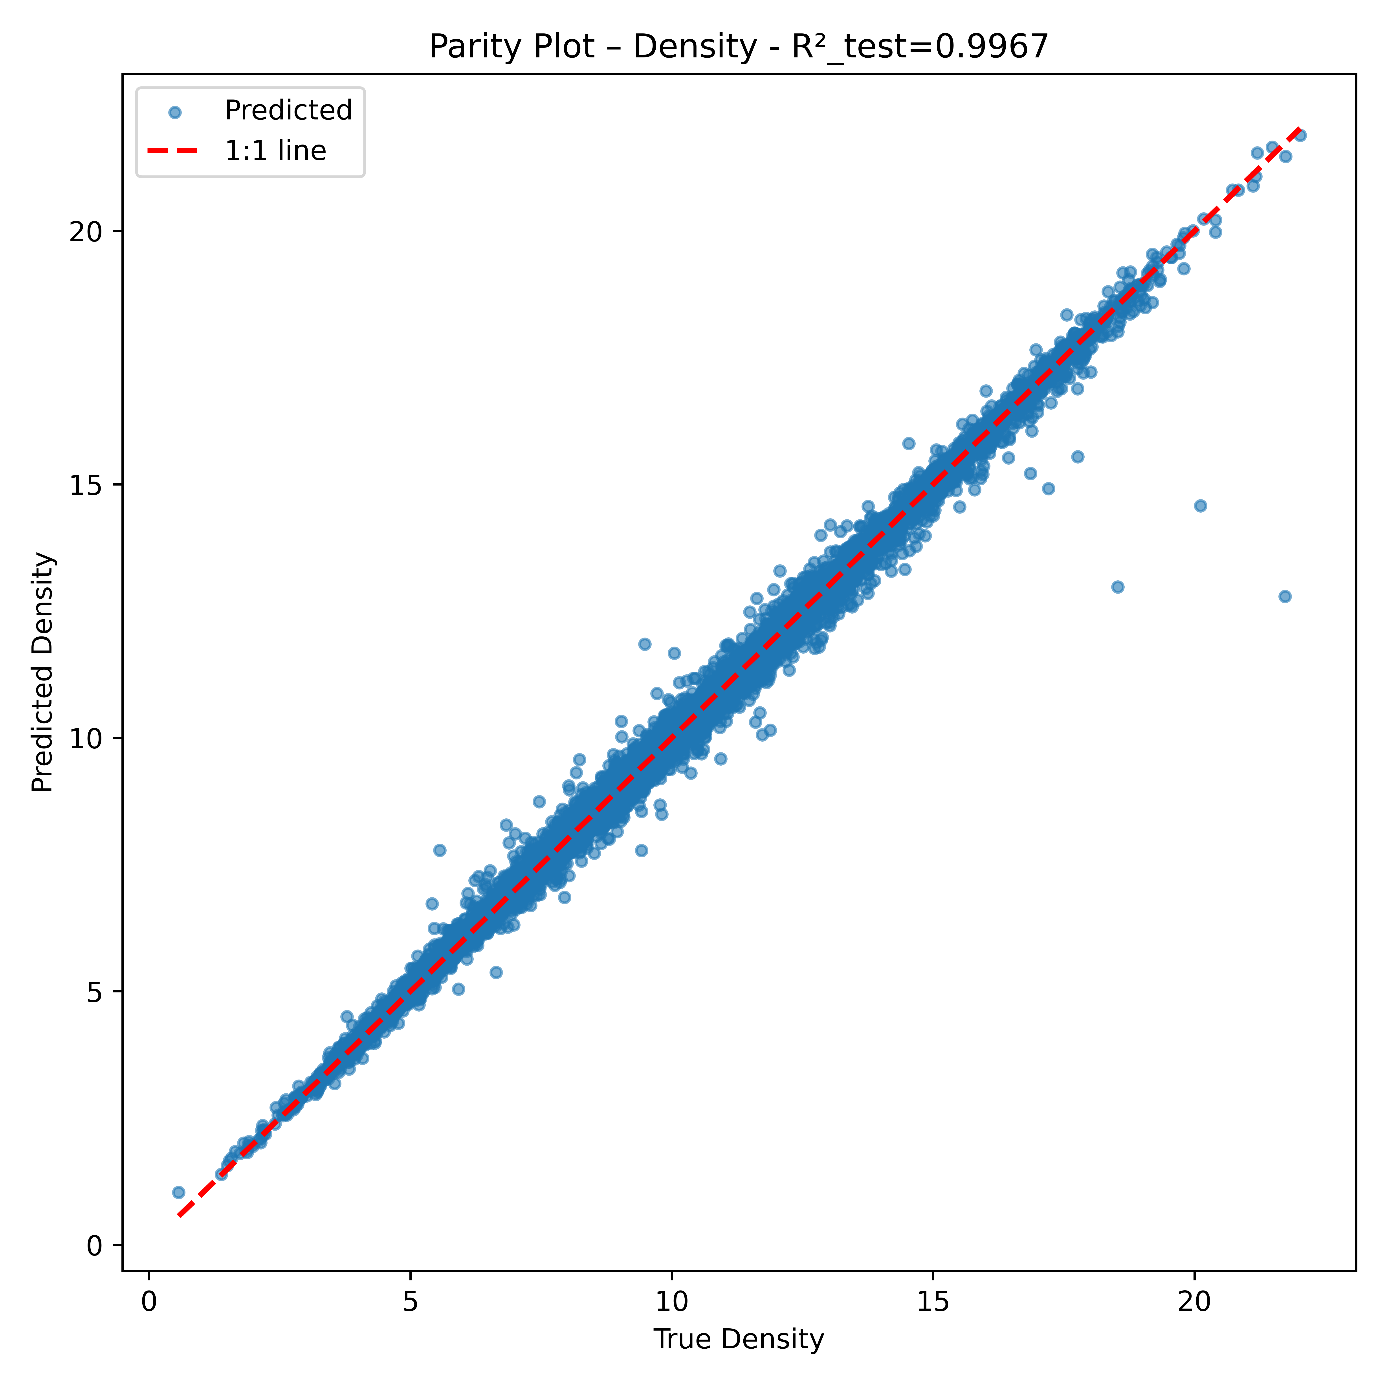 Parity Plot – Density - R²_test=0.9967
Predicted
1:1 line
Predicted Density
20
15
10
5
0
0 5 10 15 20
True Density